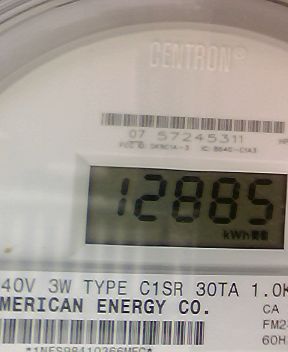 CENTRON®
07 57245311
12885
kWh
40V 3W TYPE C1SR 30TA 1.0K
MERICAN ENERGY CO.
CA
FM2
60H